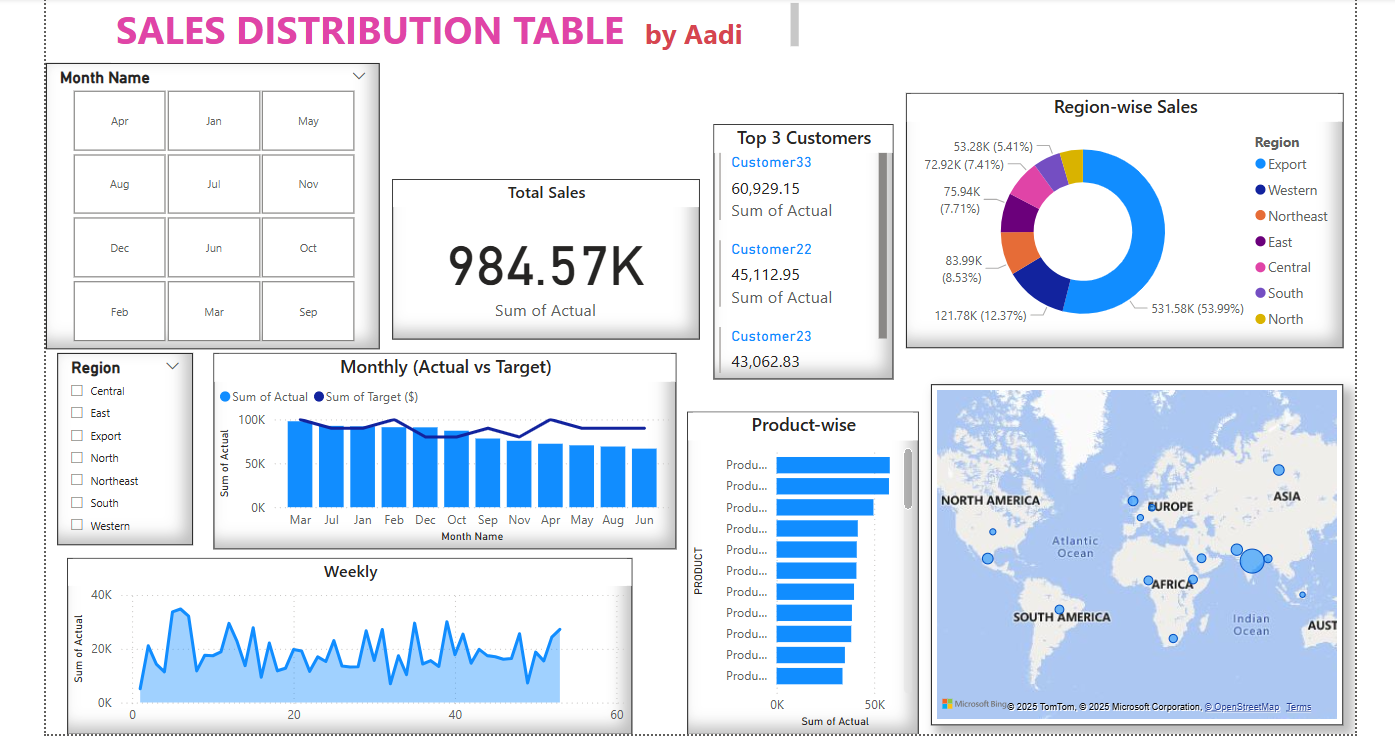 SALES DISTRIBUTION TABLE by Aadi
Month Name
Apr Jan May
Aug Jul Nov
Dec Jun Oct
Feb Mar Sep
Total Sales
984.57K
Sum of Actual
Top 3 Customers
Customer33
60,929.15
Sum of Actual
Customer22
45,112.95
Sum of Actual
Customer23
43,062.83
Region-wise Sales
53.28K (5.41%)
72.92K (7.41%)
75.94K
(7.71%)
83.99K
(8.53%)
121.78K (12.37%)
531.58K (53.99%)
Region
Export
Western
Northeast
East
Central
South
North
Region
Central
East
Export
North
Northeast
South
Western
Monthly (Actual vs Target)
Sum of Actual Sum of Target ($)
Sum of Actual
100K
50K
0K
Mar Jul Jan Feb Dec Oct Sep Nov Apr May Aug Jun
Month Name
Product-wise
PRODUCT
Produ...
Produ...
Produ...
Produ...
Produ...
Produ...
Produ...
Produ...
Produ...
Produ...
Produ...
0K 50K
Sum of Actual
NORTH AMERICA
EUROPE
ASIA
Atlantic
Ocean
AFRICA
SOUTH AMERICA
Indian
Ocean
AUST
Microsoft Bing
© 2025 TomTom, © 2025 Microsoft Corporation, © OpenStreetMap Terms
Weekly
Sum of Actual
40K
20K
0K
0 20 40 60